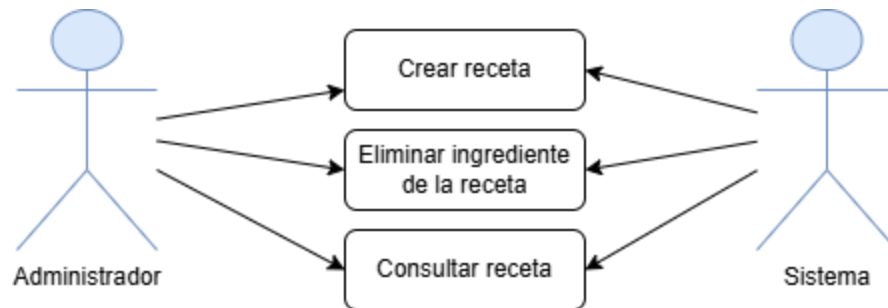 Crear receta
Eliminar ingrediente
de la receta
Consultar receta
Administrador
Sistema